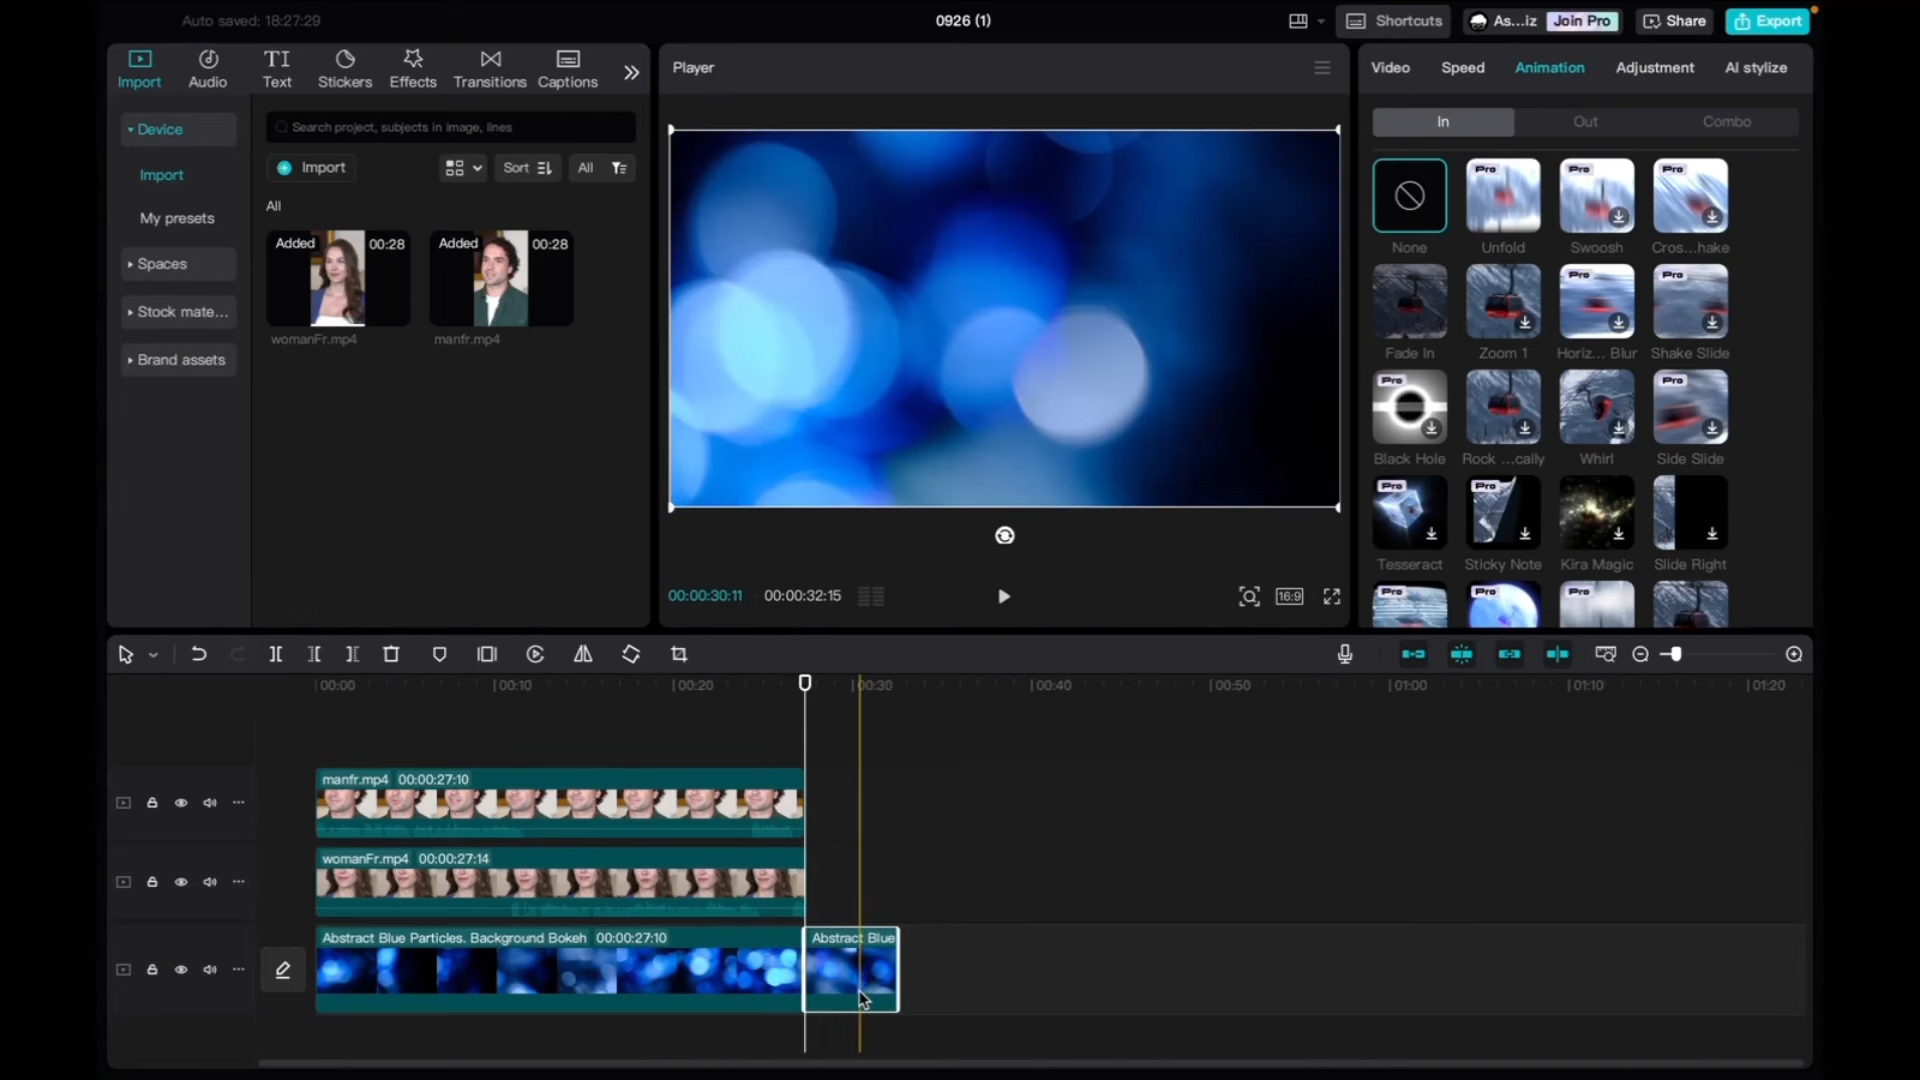 Auto saved: 18:27:29
0926 (1)
Shortcuts
As...iz
Join Pro
Share
Export
Import
Audio
TI
Text
Stickers
Effects
Transitions
Captions
Device
Import
My presets
Spaces
Stock mate...
Brand assets
Search project, subjects in image, lines
Import
Sort
All
All
Added
00:28
womanFr.mp4
Added
00:28
manfr.mp4
Player
00:00:30:11
00:00:32:15
16:9
Video
Speed
Animation
Adjustment
AI stylize
In
Out
Combo
None
Pro
Unfold
Pro
Swoosh
Pro
Cros...hake
Fade In
Zoom 1
Pro
Horiz... Blur
Pro
Shake Slide
Pro
Black Hole
Rock ...cally
Whirl
Pro
Side Slide
Pro
Tesseract
Pro
Sticky Note
Kira Magic
Slide Right
Pro
Pro
Pro
00:00
00:10
00:20
00:30
00:40
00:50
01:00
01:10
01:20
manfr.mp4 00:00:27:10
womanFr.mp4 00:00:27:14
Abstract Blue Particles. Background Bokeh 00:00:27:10
Abstract Blue